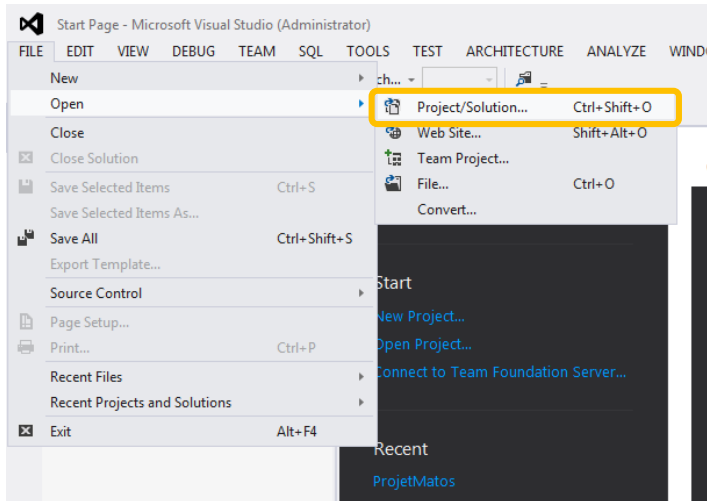 Start Page - Microsoft Visual Studio (Administrator)
FILE EDIT VIEW DEBUG TEAM SQL TOOLS TEST ARCHITECTURE ANALYZE WINDO
New
ch...
Open
Project/Solution... Ctrl+Shift+O
Close
Web Site... Shift+Alt+O
Close Solution
Team Project...
Save Selected Items Ctrl+S
File... Ctrl+O
Save Selected Items As...
Convert...
Save All Ctrl+Shift+S
Export Template...
Source Control
Start
Page Setup...
New Project...
Print... Ctrl+P
Open Project...
Recent Files
Connect to Team Foundation Server...
Recent Projects and Solutions
Exit Alt+F4
Recent
ProjetMatos